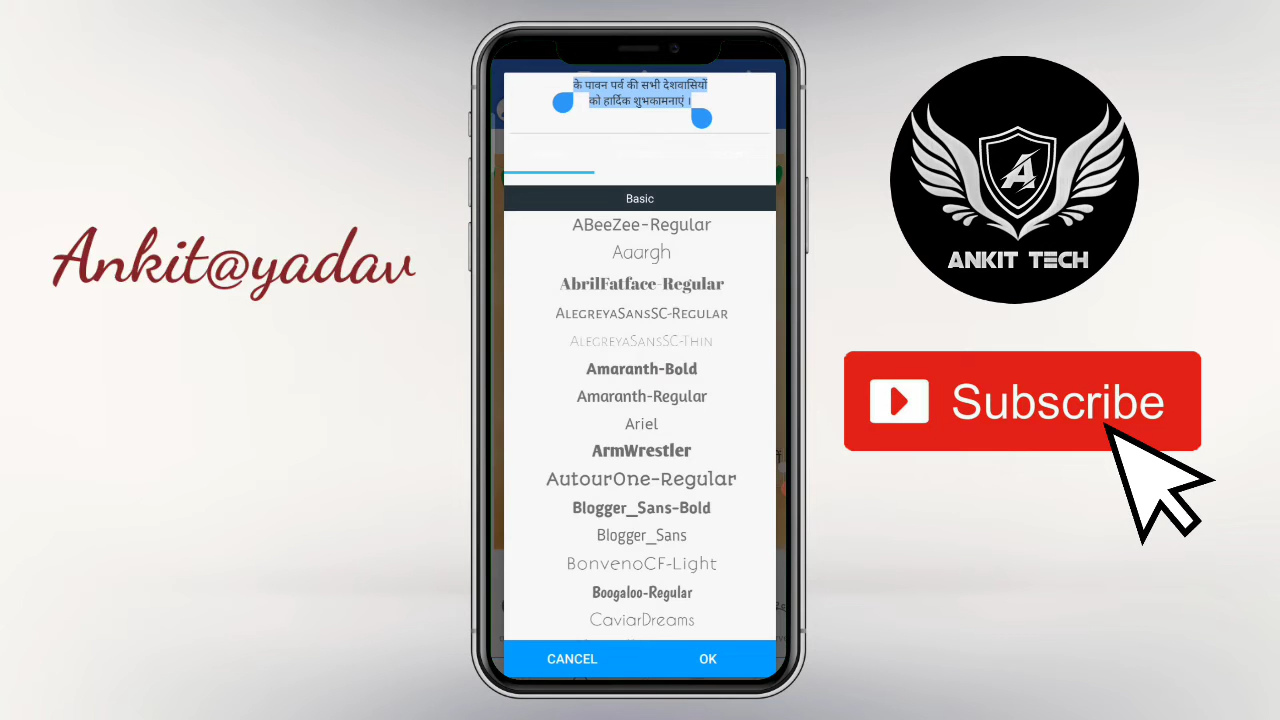 Ankit@yadav
के पावन पर्व की सभी देशवासियों
को हार्दिक शुभकामनाएं ।
Basic
ABeeZee-Regular
Aaargh
AbrilFatface-Regular
AlegreyaSansSC-Regular
AlegreyaSansSC-Thin
Amaranth-Bold
Amaranth-Regular
Ariel
ArmWrestler
AutourOne-Regular
Blogger_Sans-Bold
Blogger_Sans
BonvenoCF-Light
Boogaloo-Regular
CaviarDreams
CANCEL OK
A
ANKIT TECH
Subscribe